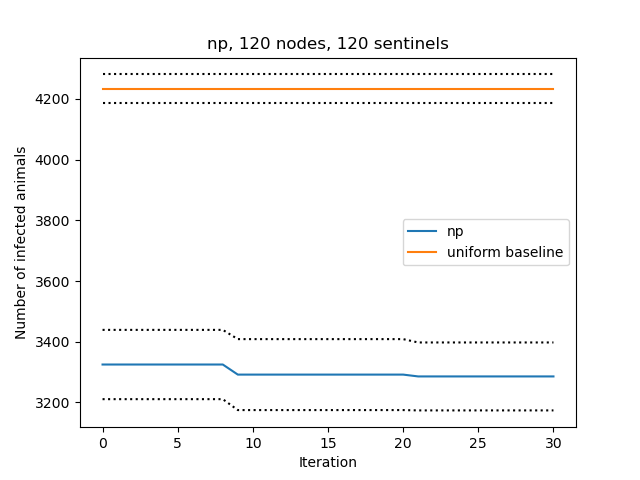 np, 120 nodes, 120 sentinels
Number of infected animals
4200
4000
3800
3600
3400
3200
np
uniform baseline
0 5 10 15 20 25 30
Iteration